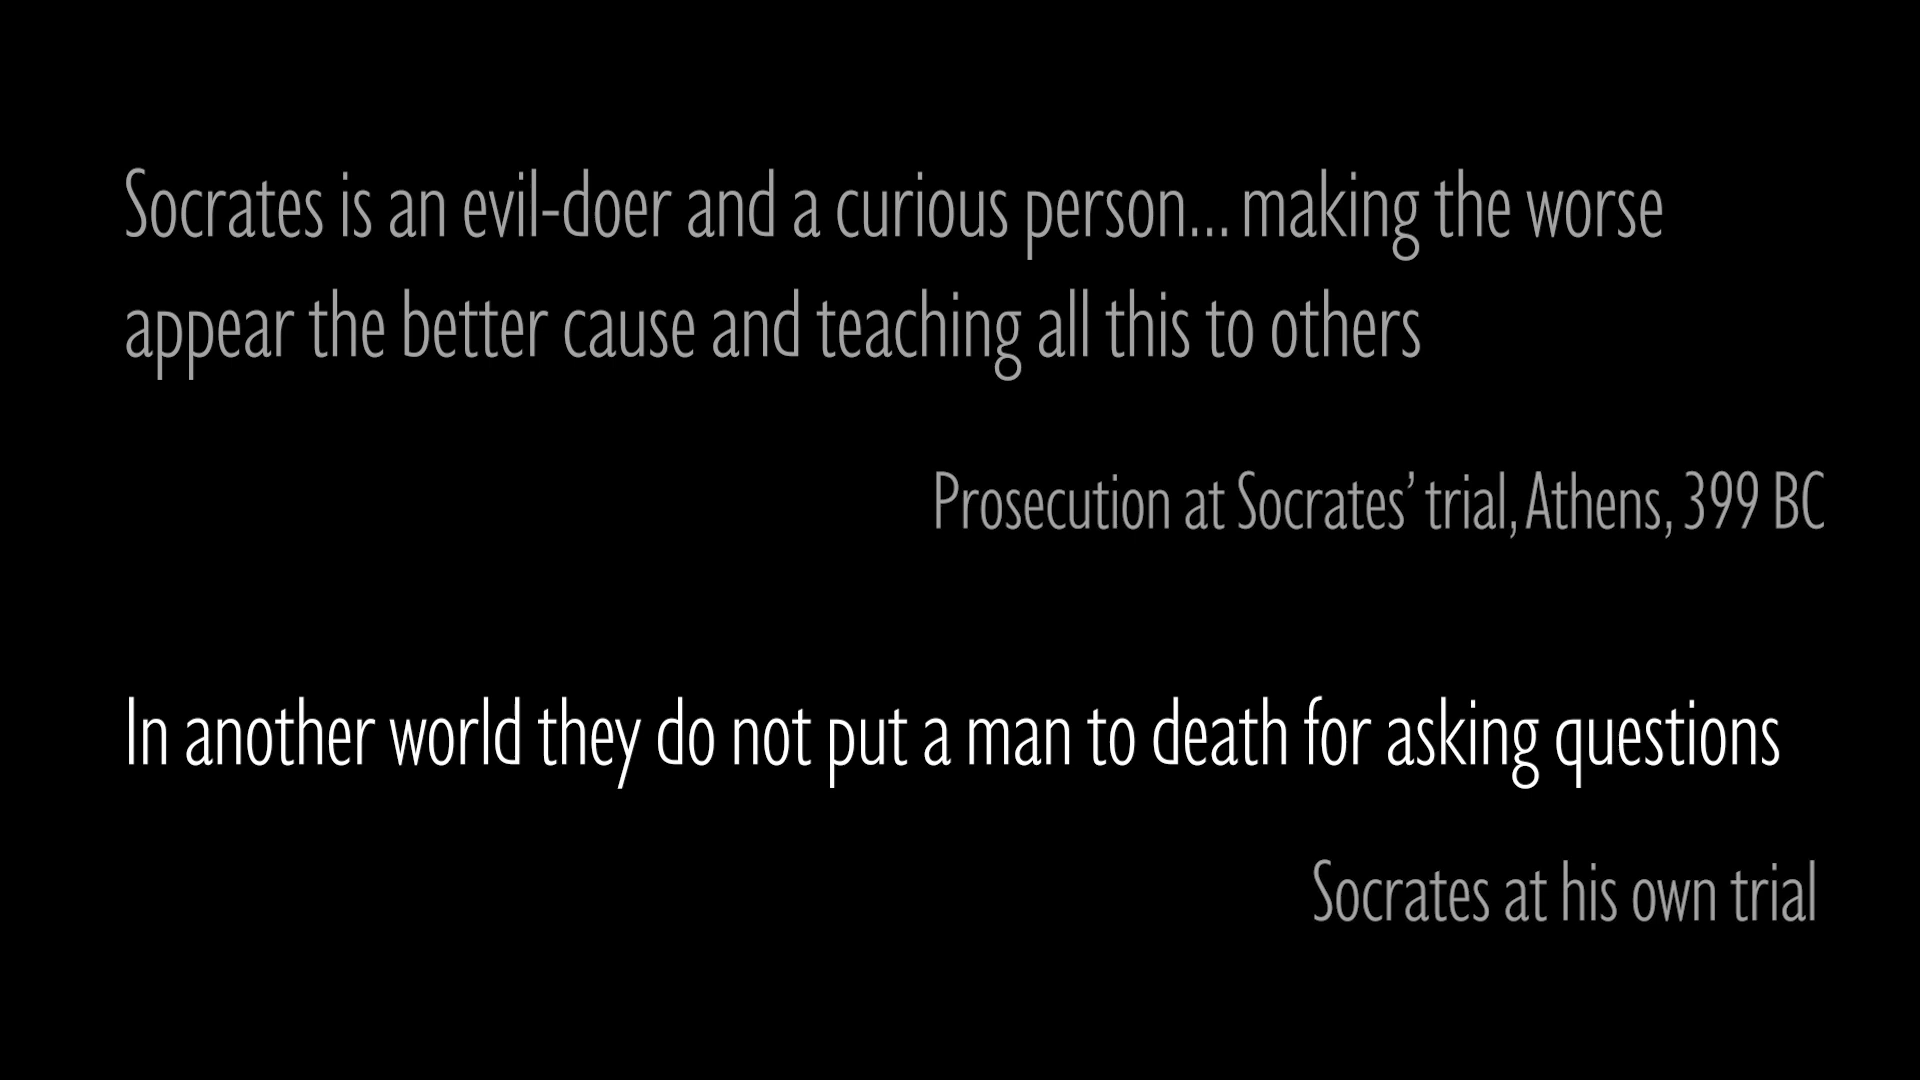 Socrates is an evil-doer and a curious person... making the worse
appear the better cause and teaching all this to others
Prosecution at Socrates’ trial, Athens, 399 BC
In another world they do not put a man to death for asking questions
Socrates at his own trial